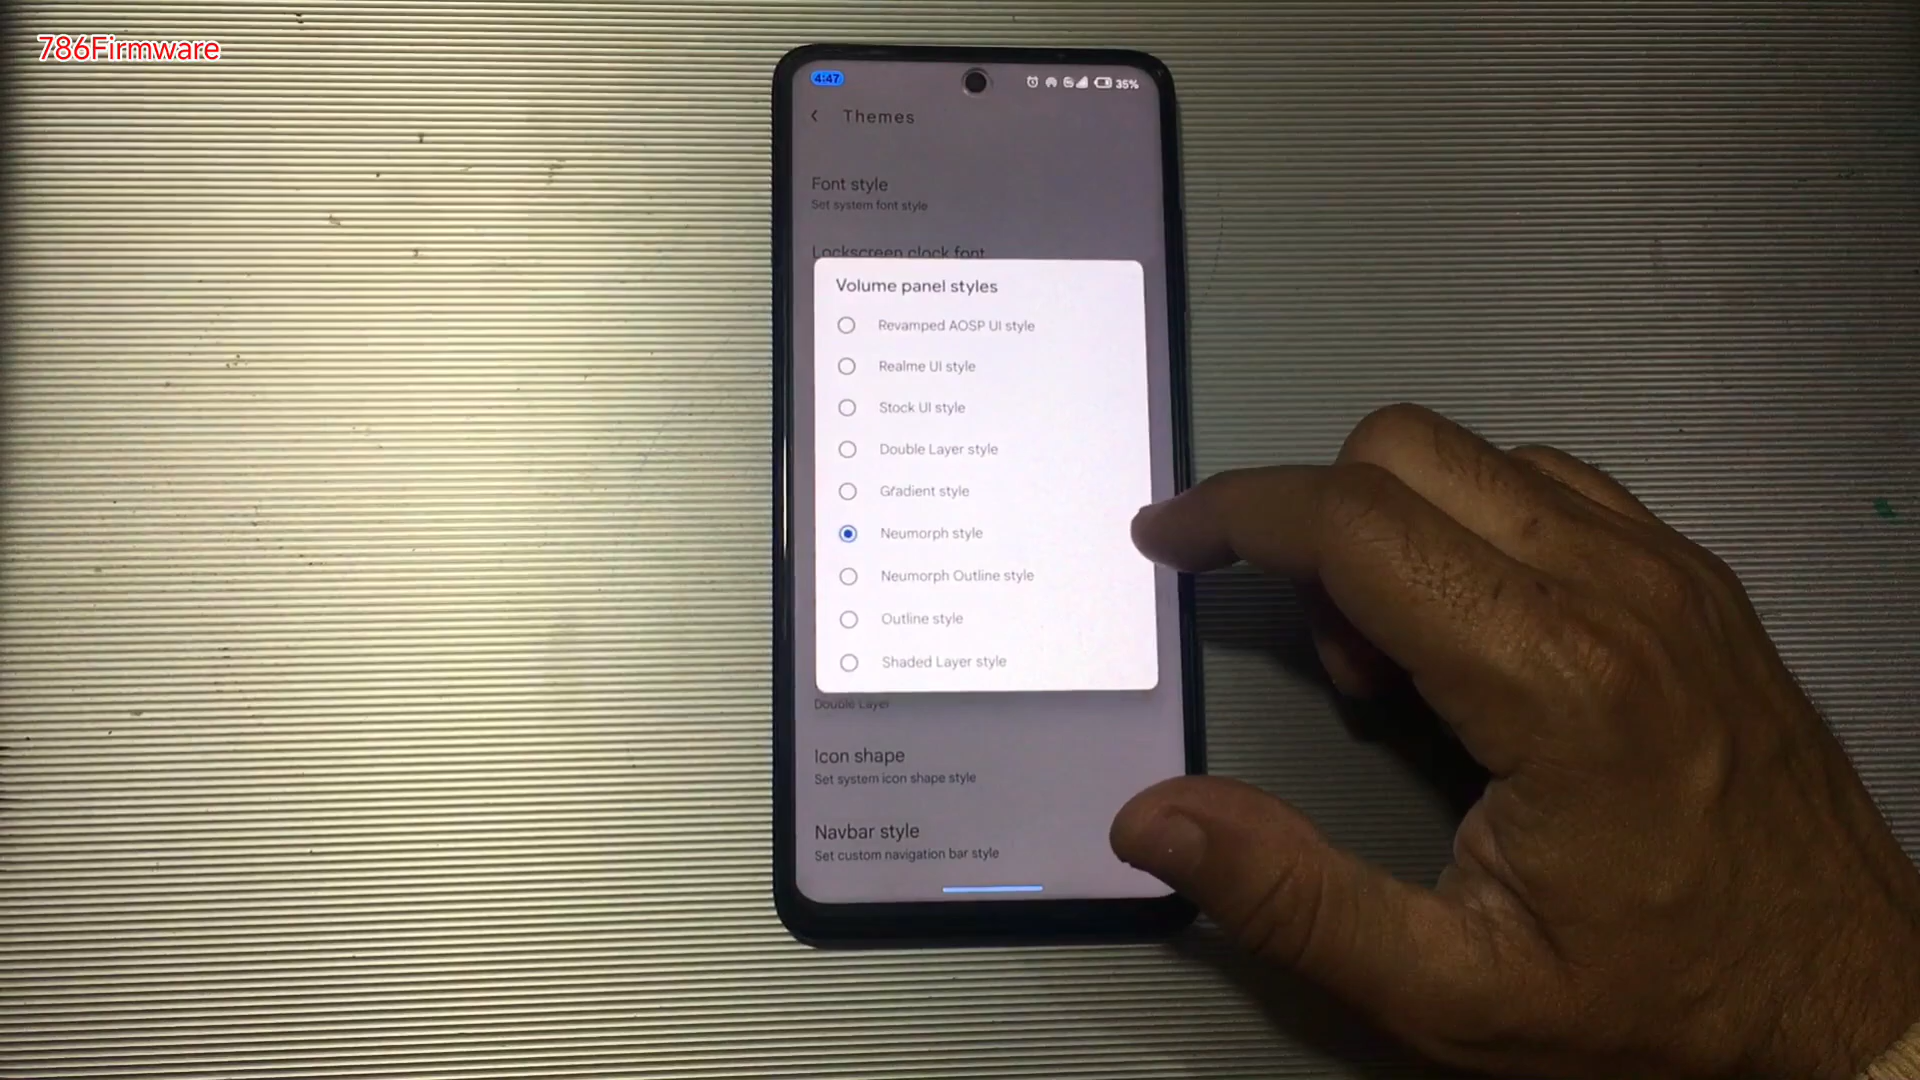 786Firmware
4:47
35%
Themes
Font style
Set system font style
Lockscreen clock font
Volume panel styles
Revamped AOSP UI style
Realme UI style
Stock UI style
Double Layer style
Gradient style
Neumorph style
Neumorph Outline style
Outline style
Shaded Layer style
Double Layer
Icon shape
Set system icon shape style
Navbar style
Set custom navigation bar style